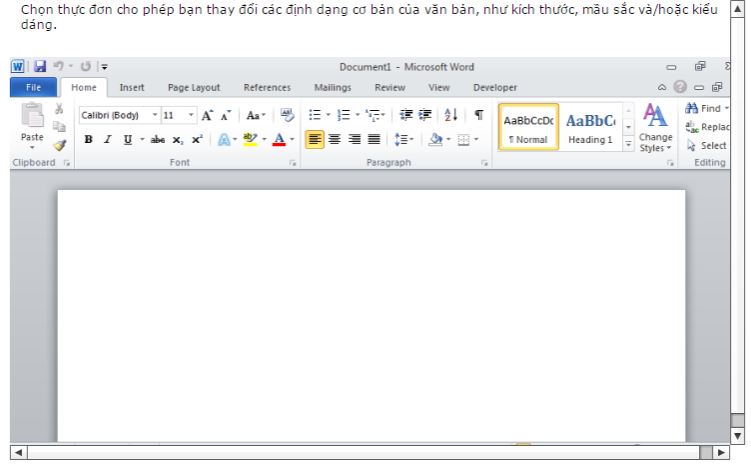 Chọn thực đơn cho phép bạn thay đổi các định dạng cơ bản của văn bản, như kích thước, mầu sắc và/hoặc kiểu
dáng.
Document1 - Microsoft Word
File Home Insert Page Layout References Mailings Review View Developer
Calibri (Body) 11 A A Aa ¶ AaBbCcDc AaBbC A Find
Paste B I U abc x₂ x² A ab A ¶ Normal Heading 1 Change Styles Replac
Select
Clipboard Font Paragraph Editing